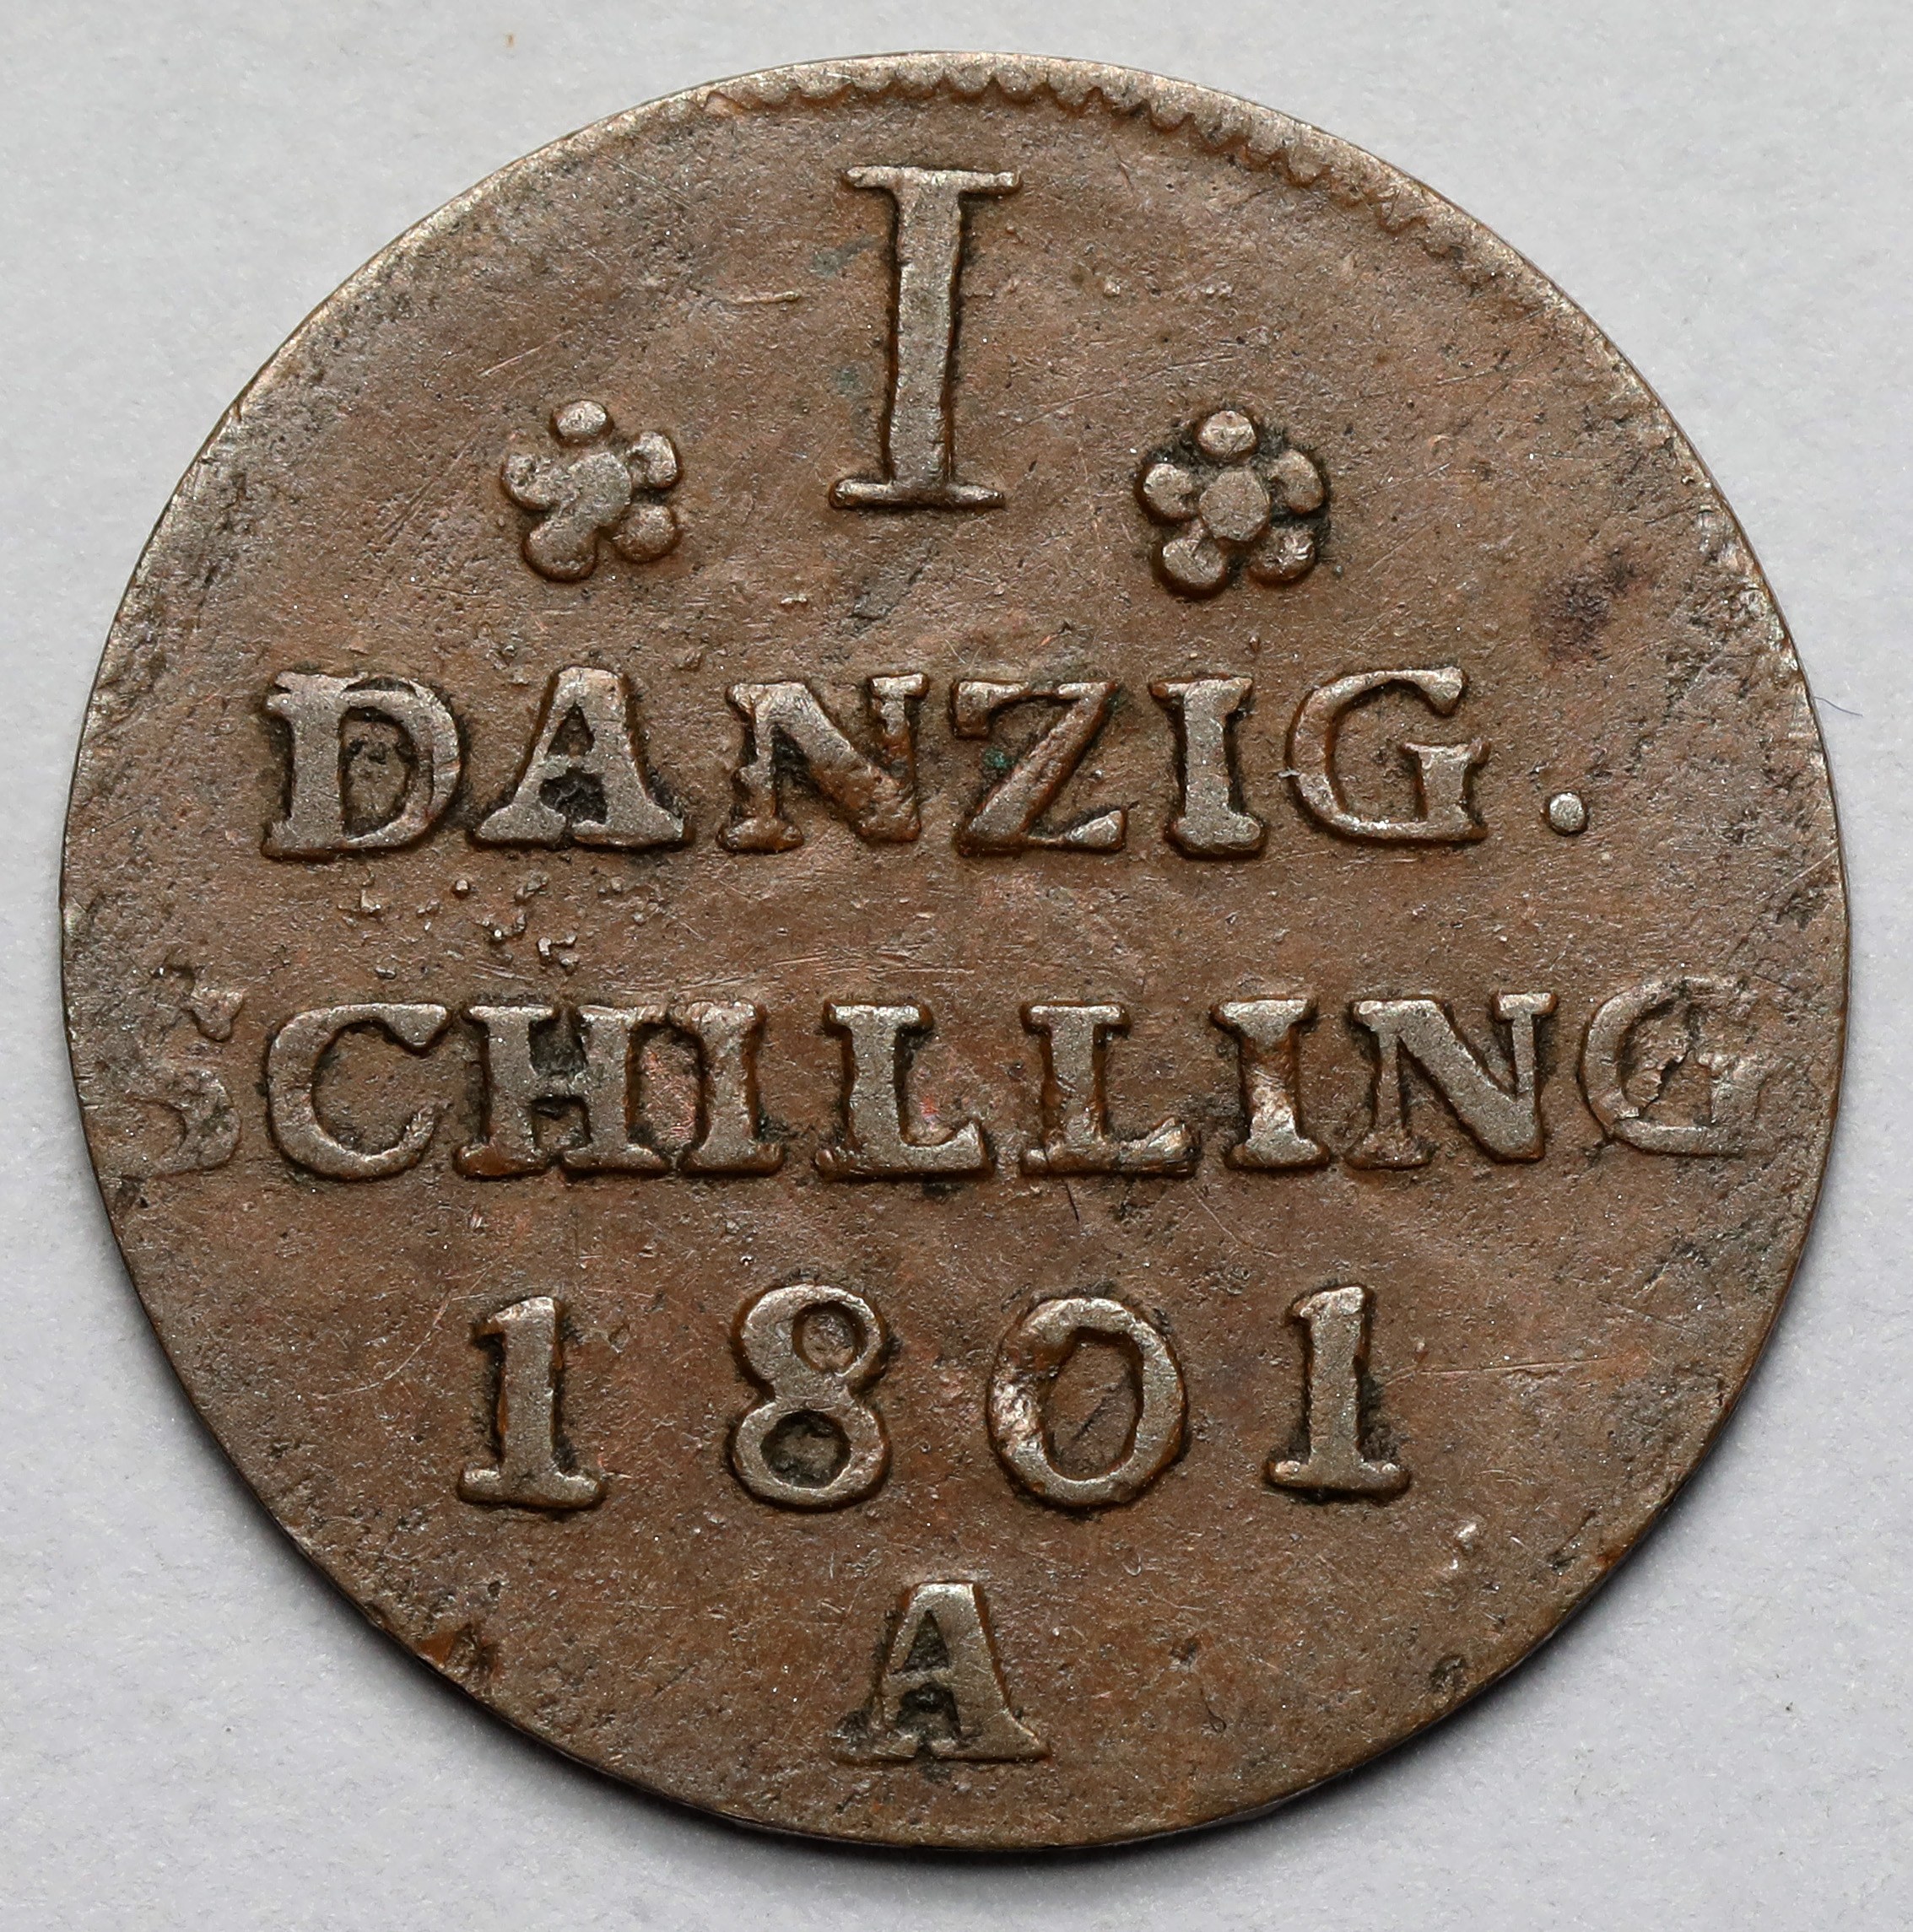 I
DANZIG.
SCHILLING
1801
A